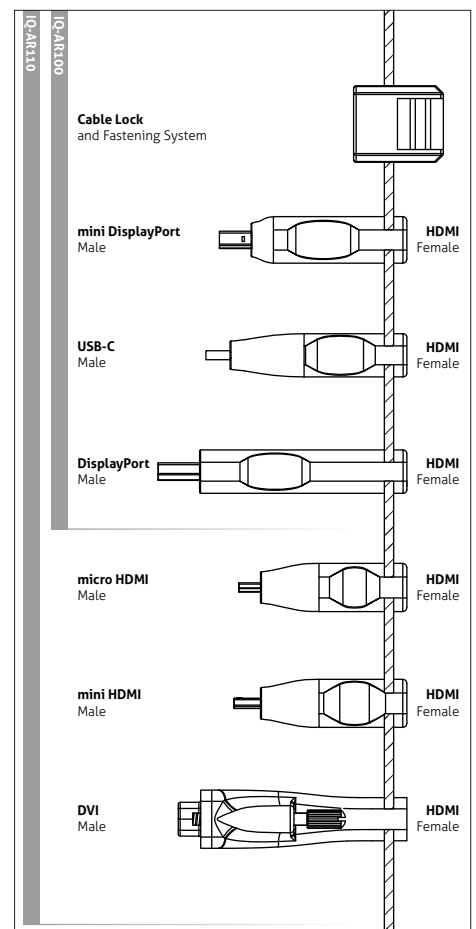 IQ-AR110
IQ-AR100
Cable Lock
and Fastening System
mini DisplayPort
Male
HDMI
Female
USB-C
Male
HDMI
Female
DisplayPort
Male
HDMI
Female
micro HDMI
Male
HDMI
Female
mini HDMI
Male
HDMI
Female
DVI
Male
HDMI
Female